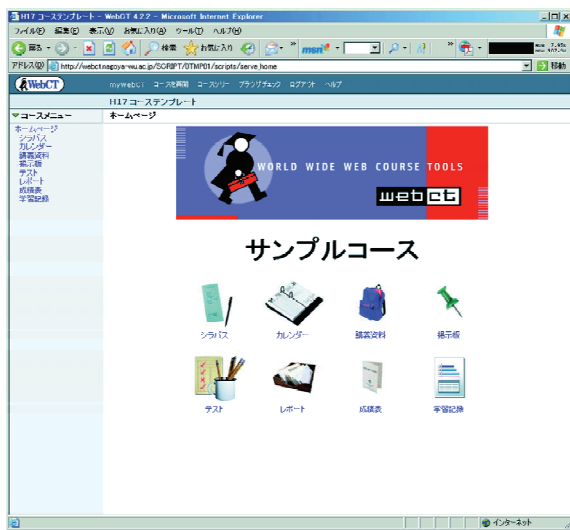 H17 コーステンプレート - WebCT 4.2.2 - Microsoft Internet Explorer
ファイル(F) 編集(E) 表示(V) お気に入り(A) ツール(T) ヘルプ(H)
戻る 検索 お気に入り msn
アドレス(D) http://webct.nagoya-wu.ac.jp/SCRIPT/0TMP01/scripts/serve_home 移動
WebCT myWebCT コースを再開 コースツリー ブラウザチェック ログアウト ヘルプ
H17 コーステンプレート
コースメニュー
ホームページ
ホームページ
シラバス
カレンダー
講義資料
掲示板
テスト
レポート
成績表
学習記録
WORLD WIDE WEB COURSE TOOLS
webct
サンプルコース
シラバス カレンダー 講義資料 掲示板
テスト レポート 成績表 学習記録
インターネット